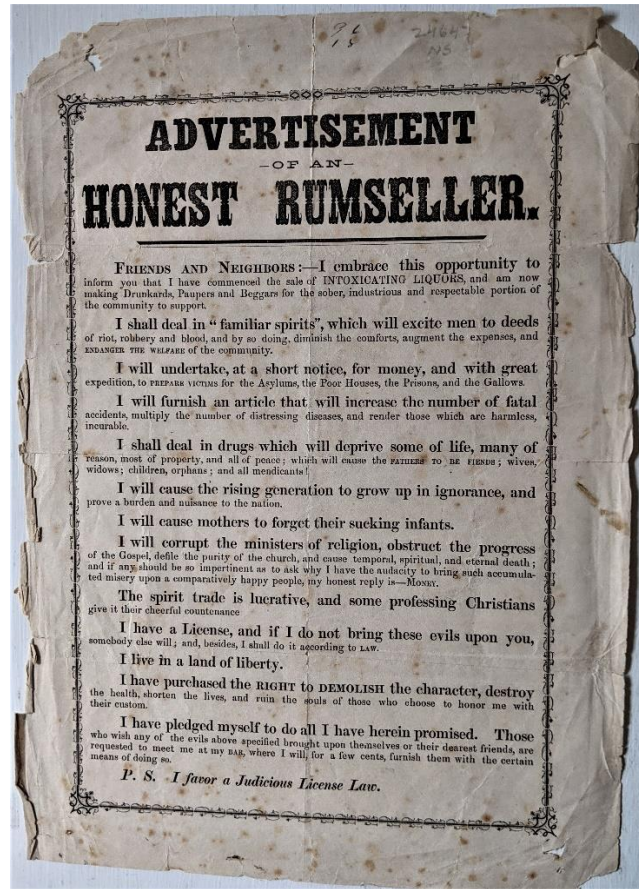 ADVERTISEMENT
-OF AN-
HONEST RUMSELLER.
FRIENDS AND NEIGHBORS:—I embrace this opportunity to
inform you that I have commenced the sale of INTOXICATING LIQUORS, and am now
making Drunkards, Paupers and Beggars for the sober, industrious and respectable portion of
the community to support.
I shall deal in "familiar spirits", which will excite men to deeds
of riot, robbery and blood, and by so doing, diminish the comforts, augment the expenses, and
ENDANGER THE WELFARE of the community.
I will undertake, at a short notice, for money, and with great
expedition, to PREPARE VICTIMS for the Asylums, the Poor Houses, the Prisons, and the Gallows.
I will furnish an article that will increase the number of fatal
accidents, multiply the number of distressing diseases, and render those which are harmless,
incurable.
I shall deal in drugs which will deprive some of life, many of
reason, most of property, and all of peace; which will cause the FATHERS TO BE FIENDS; wives,
widows; children, orphans; and all mendicants!
I will cause the rising generation to grow up in ignorance, and
prove a burden and nuisance to the nation.
I will cause mothers to forget their sucking infants.
I will corrupt the ministers of religion, obstruct the progress
of the Gospel, defile the purity of the church, and cause temporal, spiritual, and eternal death;
and if any should be so impertinent as to ask why I have the audacity to bring such accumula-
ted misery upon a comparatively happy people, my honest reply is—MONEY.
The spirit trade is lucrative, and some professing Christians
give it their cheerful countenance
I have a License, and if I do not bring these evils upon you,
somebody else will; and, besides, I shall do it according to LAW.
I live in a land of liberty.
I have purchased the RIGHT to DEMOLISH the character, destroy
the health, shorten the lives, and ruin the souls of those who choose to honor me with
their custom.
I have pledged myself to do all I have herein promised. Those
who wish any of the evils above specified brought upon themselves or their dearest friends, are
requested to meet me at my BAR, where I will, for a few cents, furnish them with the certain
means of doing so.
P. S. I favor a Judicious License Law.